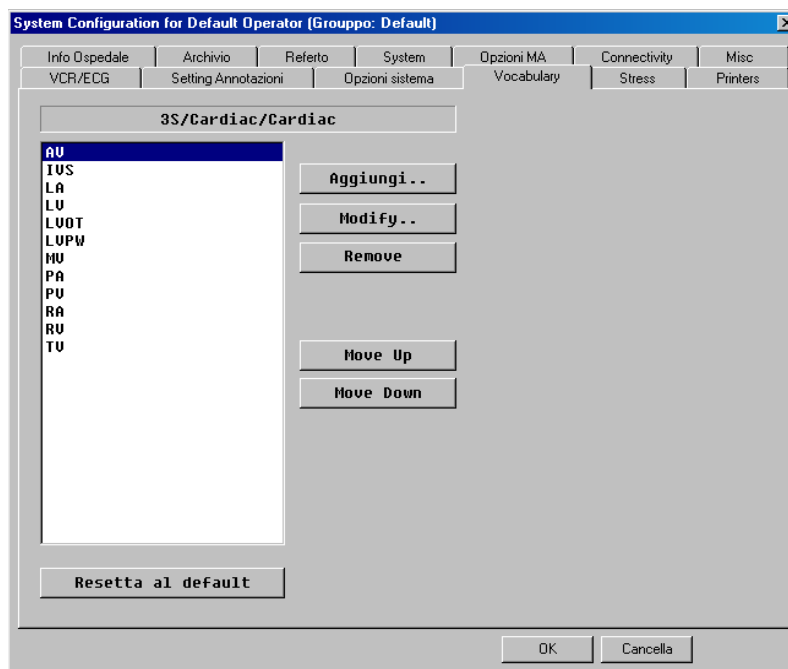 System Configuration for Default Operator (Grouppo: Default)
Info Ospedale Archivio Referto System Opzioni MA Connectivity Misc
VCR/ECG Setting Annotazioni Opzioni sistema Vocabulary Stress Printers
3S/Cardiac/Cardiac
AV
IVS
LA
LV
LVOT
LVPW
MV
PA
PV
RA
RV
TV
Aggiungi..
Modify..
Remove
Move Up
Move Down
Resetta al default
OK Cancella